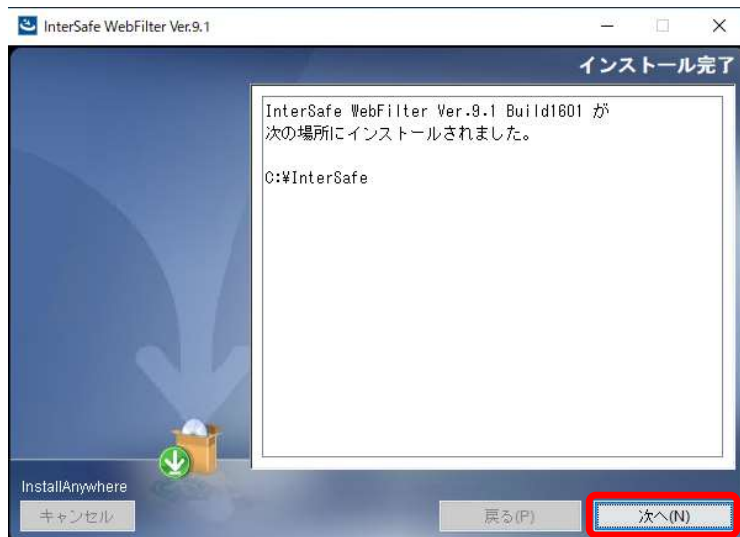 InterSafe WebFilter Ver.9.1
インストール完了
InterSafe WebFilter Ver.9.1 Build1601 が
次の場所にインストールされました。
C:¥InterSafe
InstallAnywhere
キャンセル
戻る(P)
次へ(N)